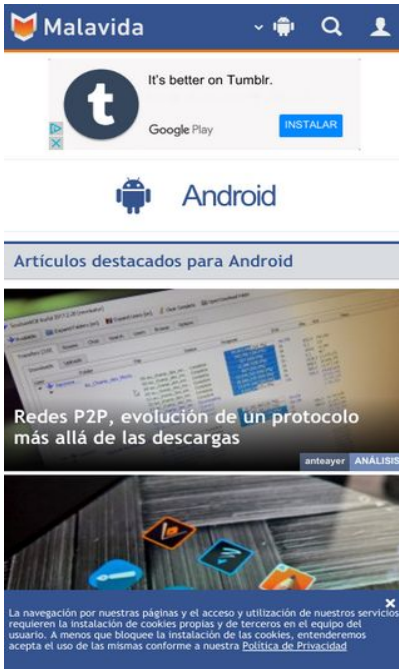 Malavida
It's better on Tumblr.
Google Play
INSTALAR
Android
Artículos destacados para Android
Redes P2P, evolución de un protocolo
más allá de las descargas
anteayer ANÁLISIS
La navegación por nuestras páginas y el acceso y utilización de nuestros servicios
requieren la instalación de cookies propias y de terceros en el equipo del
usuario. A menos que bloquee la instalación de las cookies, entenderemos
acepta el uso de las mismas conforme a nuestra Política de Privacidad